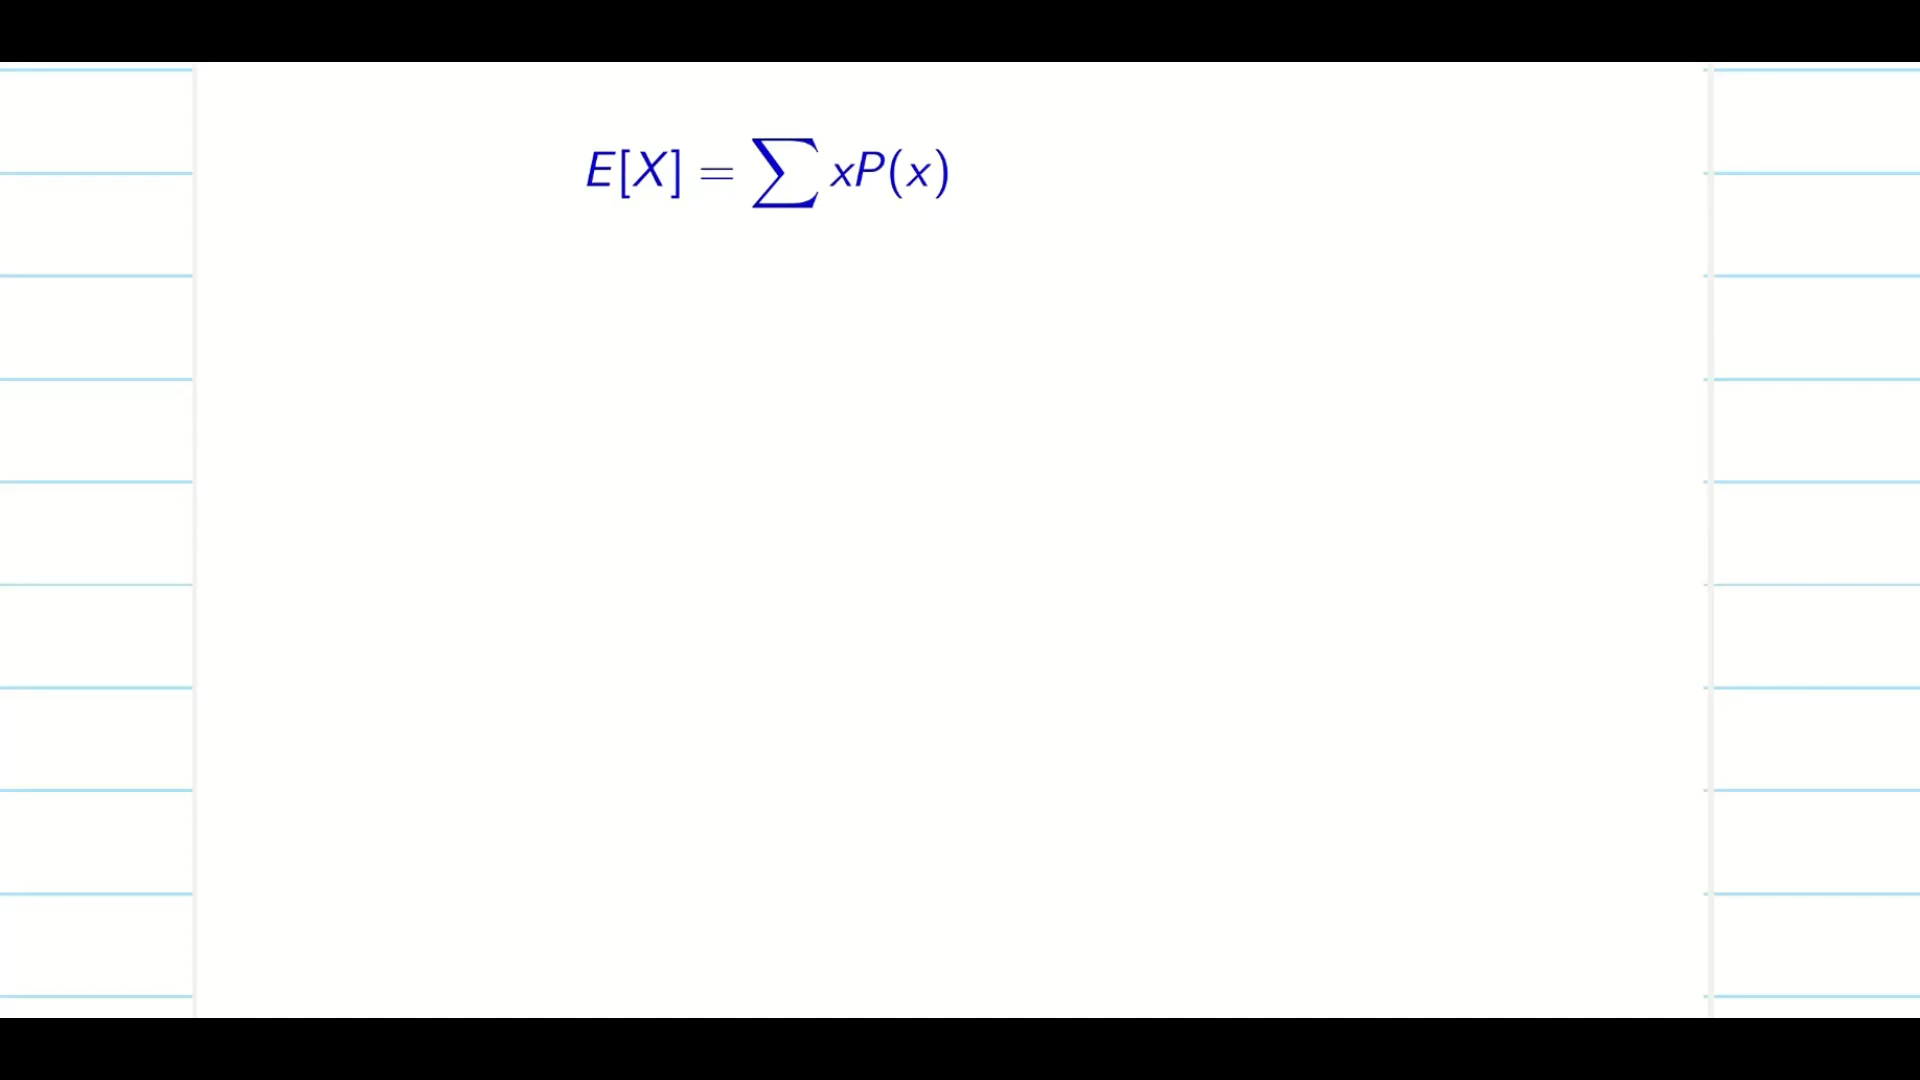 E[X] = ∑ xP(x)